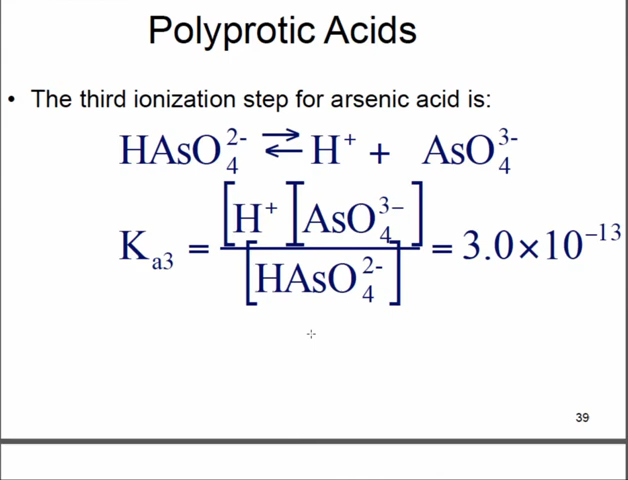 Polyprotic Acids
• The third ionization step for arsenic acid is:
HAsO₄²⁻ ⇄ H⁺ + AsO₄³⁻
Kₐ₃ = [H⁺][AsO₄³⁻] / [HAsO₄²⁻] = 3.0×10⁻¹³
39